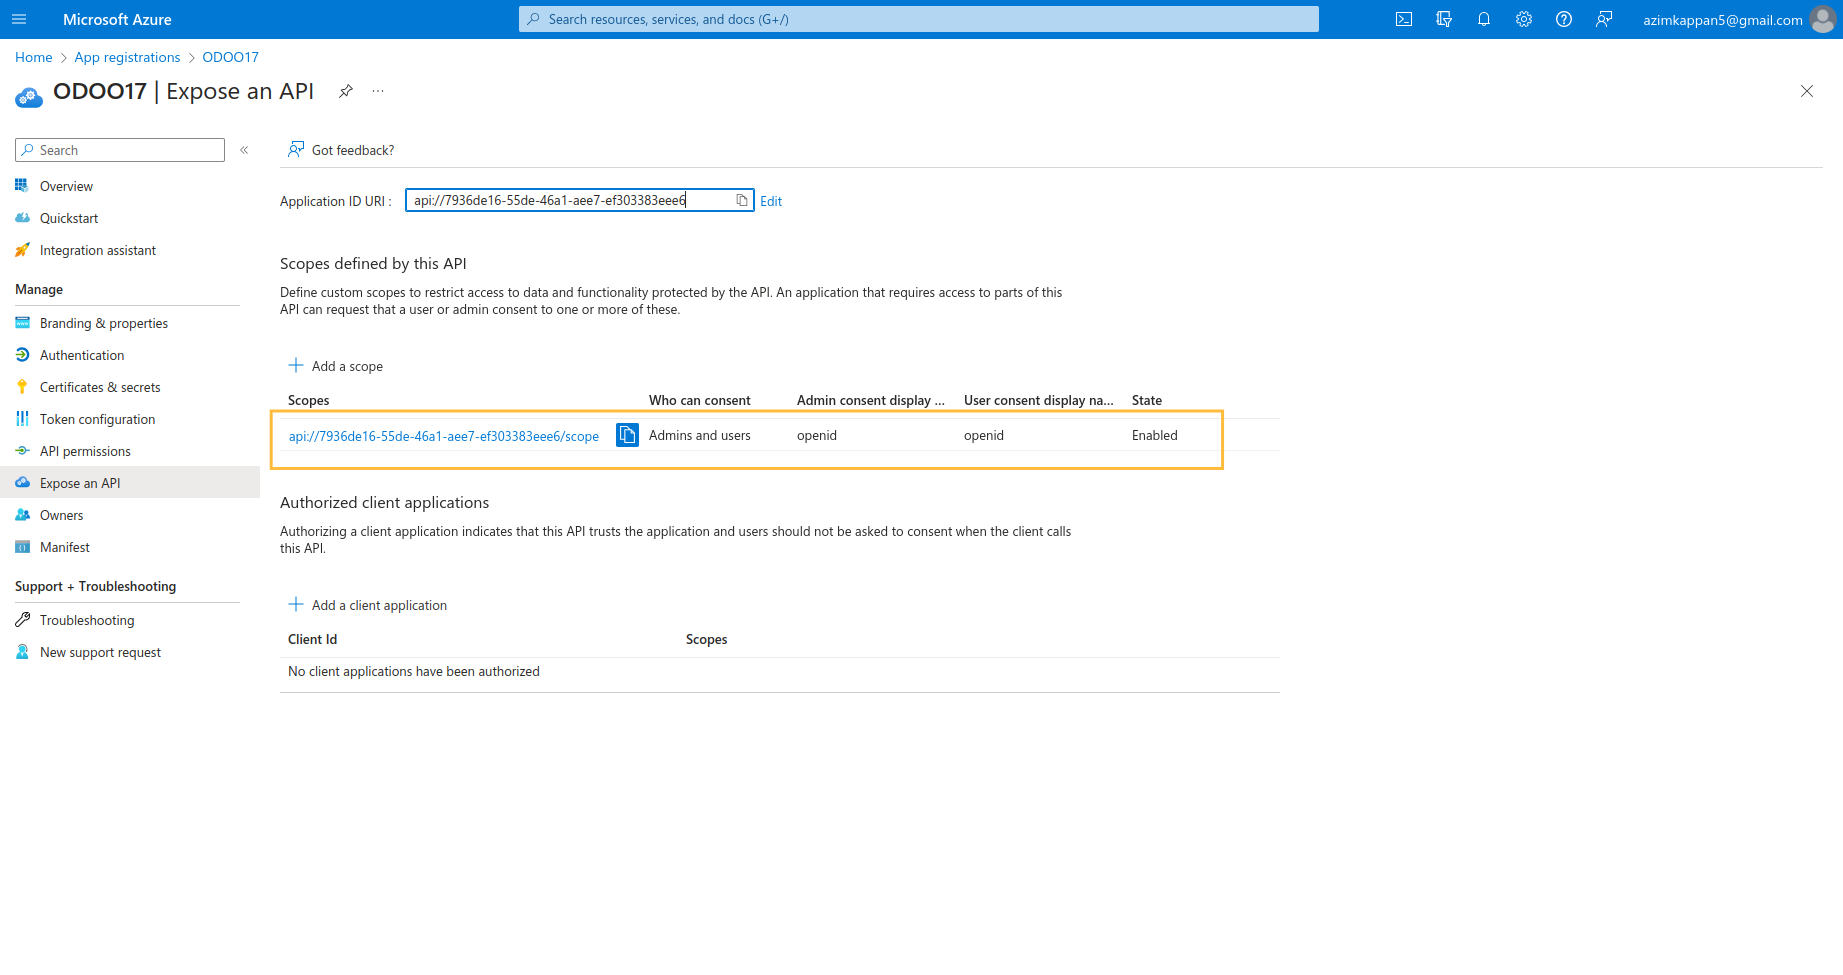 Microsoft Azure
Search resources, services, and docs (G+/)
azimkappan5@gmail.com
Home > App registrations > ODOO17
ODOO17 | Expose an API
Search
«
Got feedback?
Overview
Quickstart
Integration assistant
Manage
Branding & properties
Authentication
Certificates & secrets
Token configuration
API permissions
Expose an API
Owners
Manifest
Support + Troubleshooting
Troubleshooting
New support request
Application ID URI : api://7936de16-55de-46a1-aee7-ef303383eee6 Edit
Scopes defined by this API
Define custom scopes to restrict access to data and functionality protected by the API. An application that requires access to parts of this
API can request that a user or admin consent to one or more of these.
Add a scope
Scopes Who can consent Admin consent display ... User consent display na... State
api://7936de16-55de-46a1-aee7-ef303383eee6/scope Admins and users openid openid Enabled
Authorized client applications
Authorizing a client application indicates that this API trusts the application and users should not be asked to consent when the client calls
this API.
Add a client application
Client Id Scopes
No client applications have been authorized